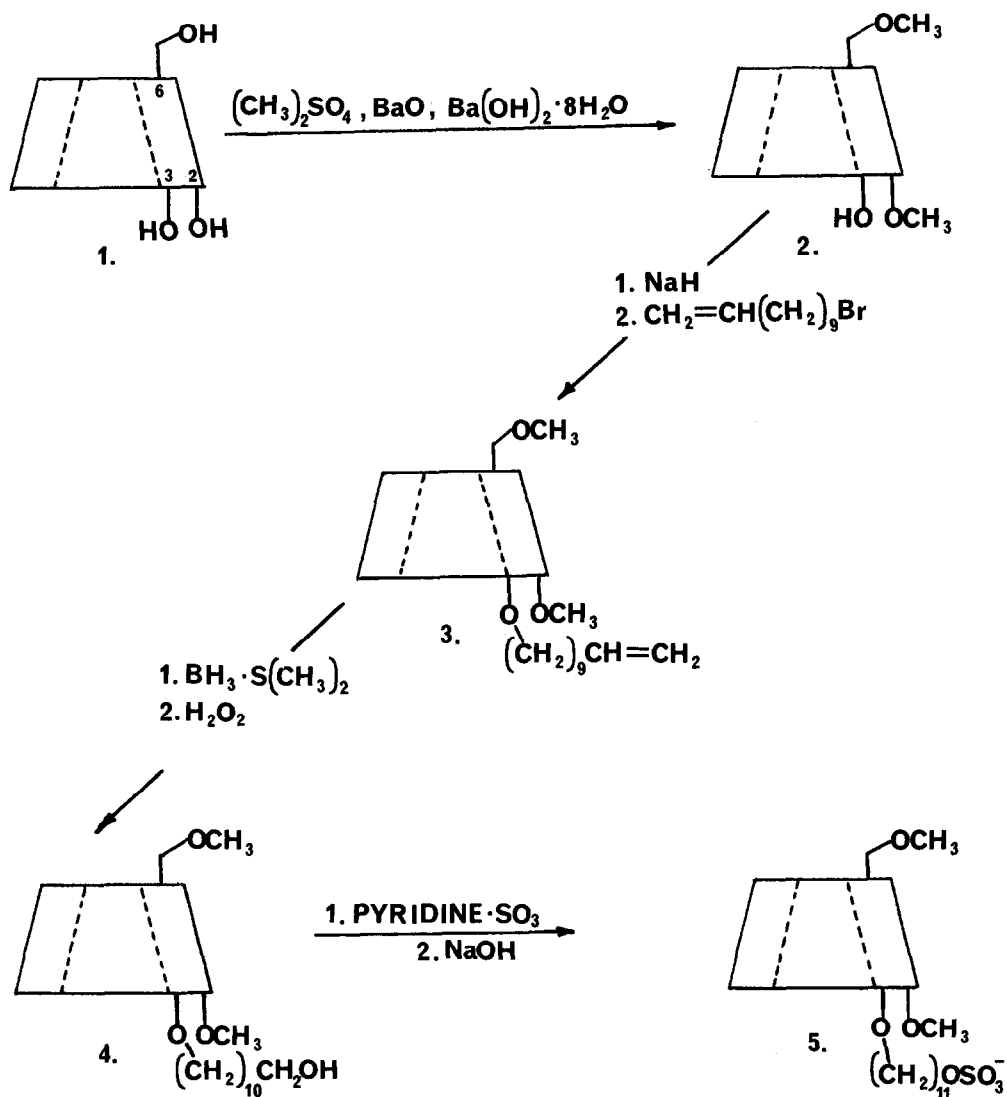 OH
6
3 2
HO OH
1.
(CH₃)₂SO₄, BaO, Ba(OH)₂·8H₂O
OCH₃
HO OCH₃
2.
1. NaH
2. CH₂=CH(CH₂)₉Br
OCH₃
O OCH₃
(CH₂)₉CH=CH₂
3.
1. BH₃·S(CH₃)₂
2. H₂O₂
OCH₃
O OCH₃
(CH₂)₁₀CH₂OH
4.
1. PYRIDINE·SO₃
2. NaOH
OCH₃
O OCH₃
(CH₂)₁₁OSO₃⁻
5.